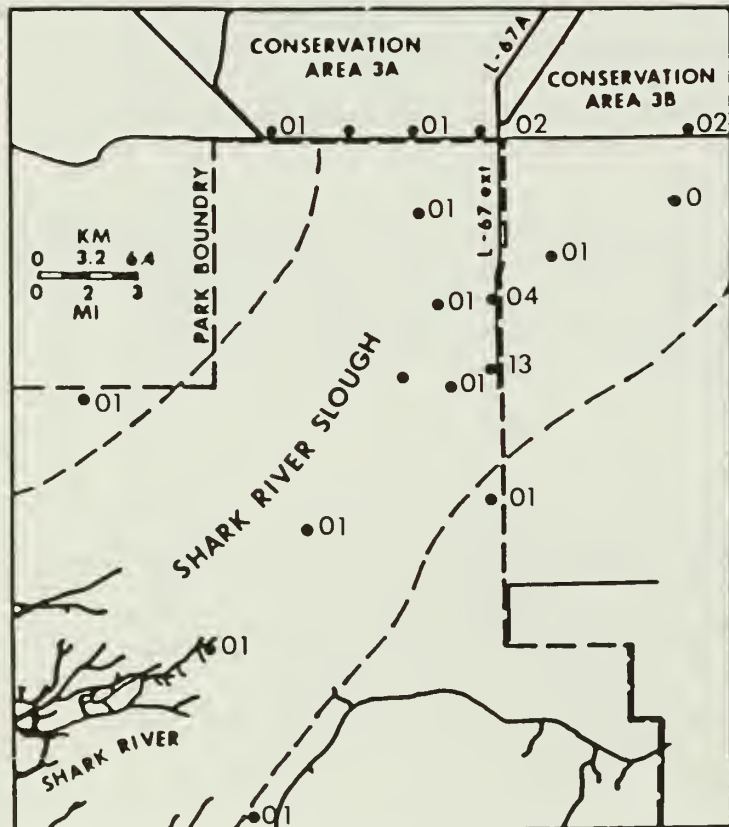 CONSERVATION
AREA 3A
L-67A
CONSERVATION
AREA 3B
01
01
02
02
PARK BOUNDRY
L-67 ext
01
0
01
KM
0 3.2 6.4
0 2 3
MI
01
04
13
01
01
SHARK RIVER SLOUGH
01
01
01
SHARK RIVER
01